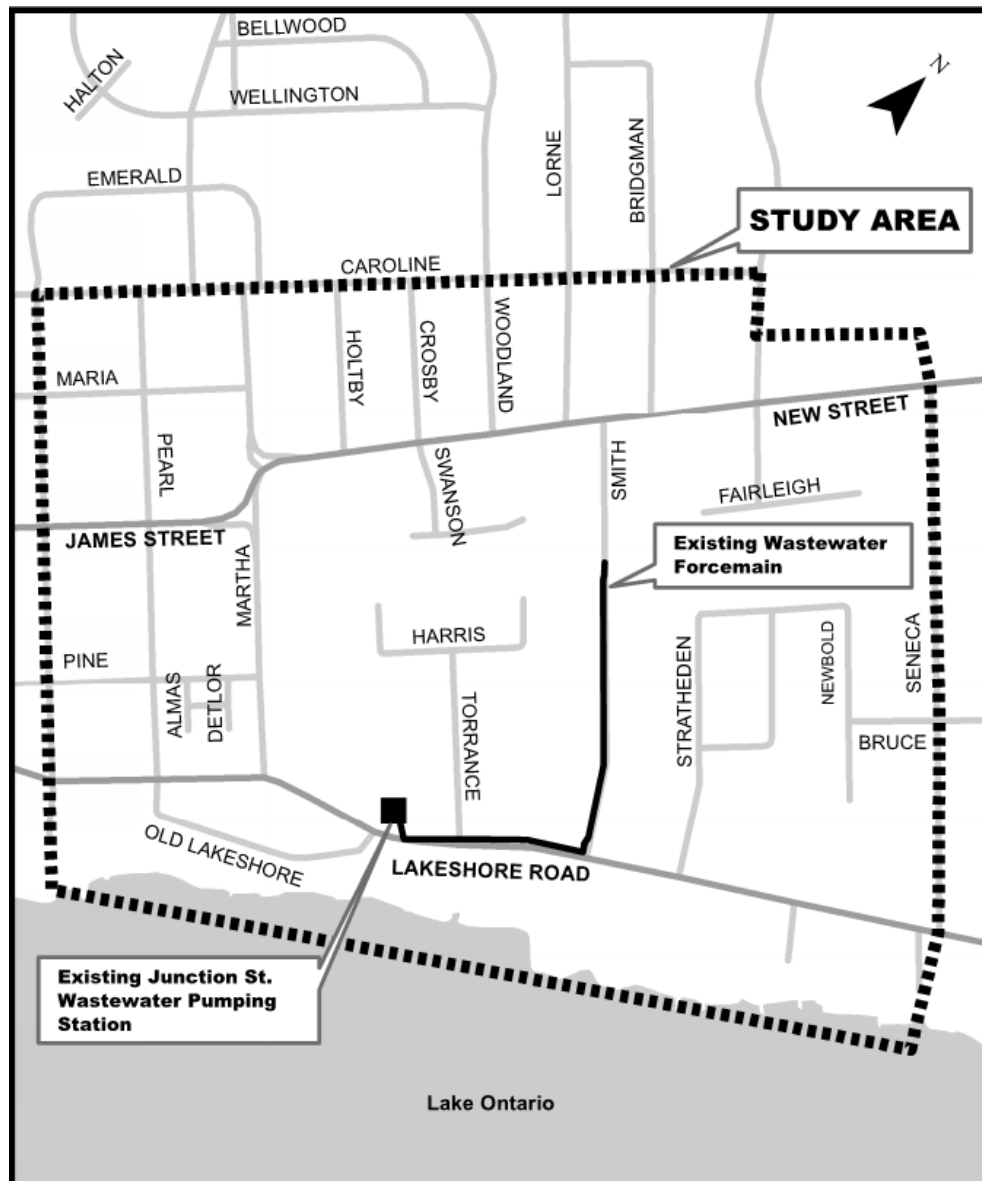 BELLWOOD
HALTON
WELLINGTON
N
LORNE
BRIDGMAN
EMERALD
STUDY AREA
CAROLINE
HOLTBY
CROSBY
WOODLAND
MARIA
NEW STREET
PEARL
SWANSON
SMITH
FAIRLEIGH
JAMES STREET
MARTHA
Existing Wastewater
Forcemain
HARRIS
PINE
ALMAS
DETLOR
TORRANCE
STRATHEDEN
NEWBOLD
SENECA
BRUCE
OLD LAKESHORE
LAKESHORE ROAD
Existing Junction St.
Wastewater Pumping
Station
Lake Ontario